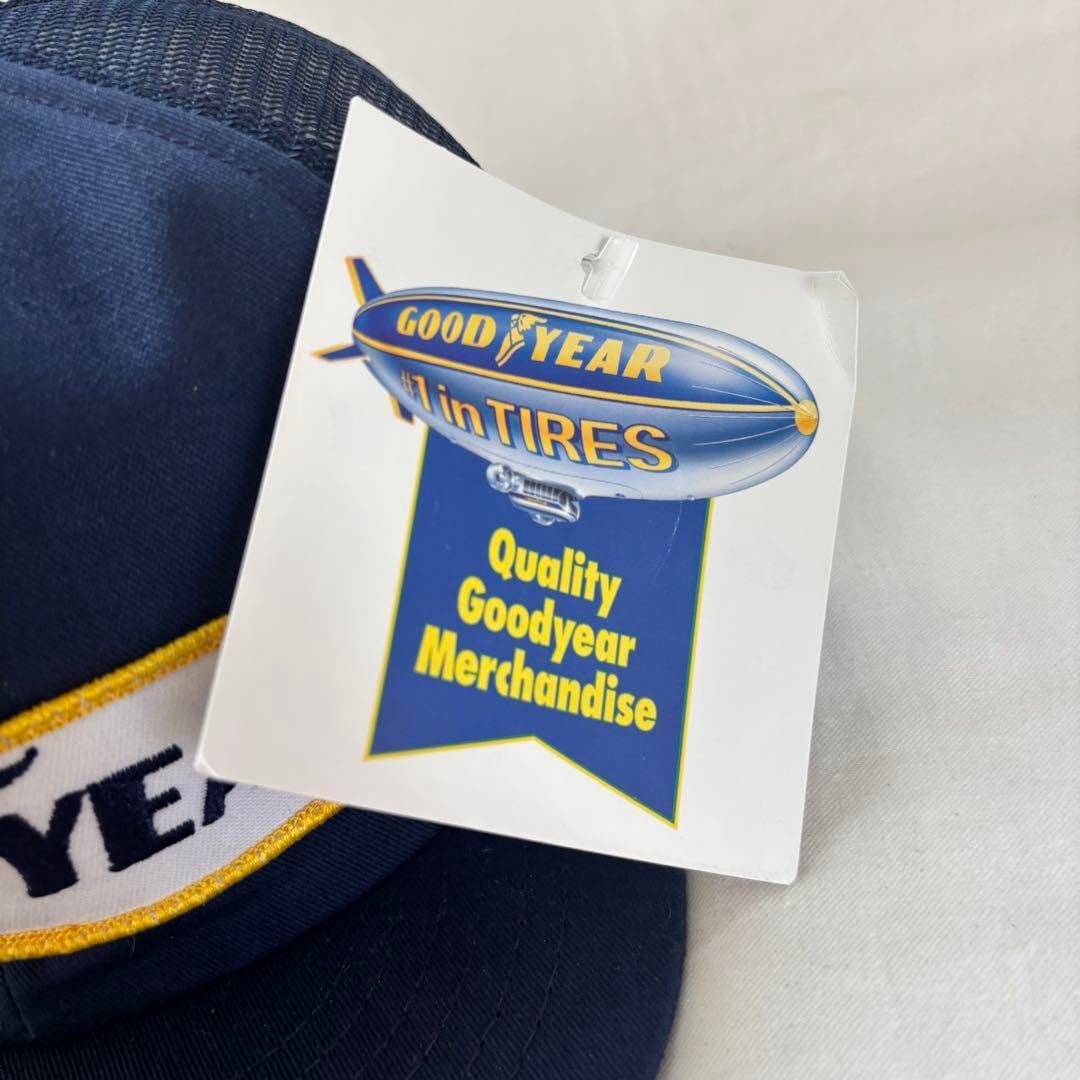 GOOD YEAR
#1 in TIRES
Quality
Goodyear
Merchandise
YEA